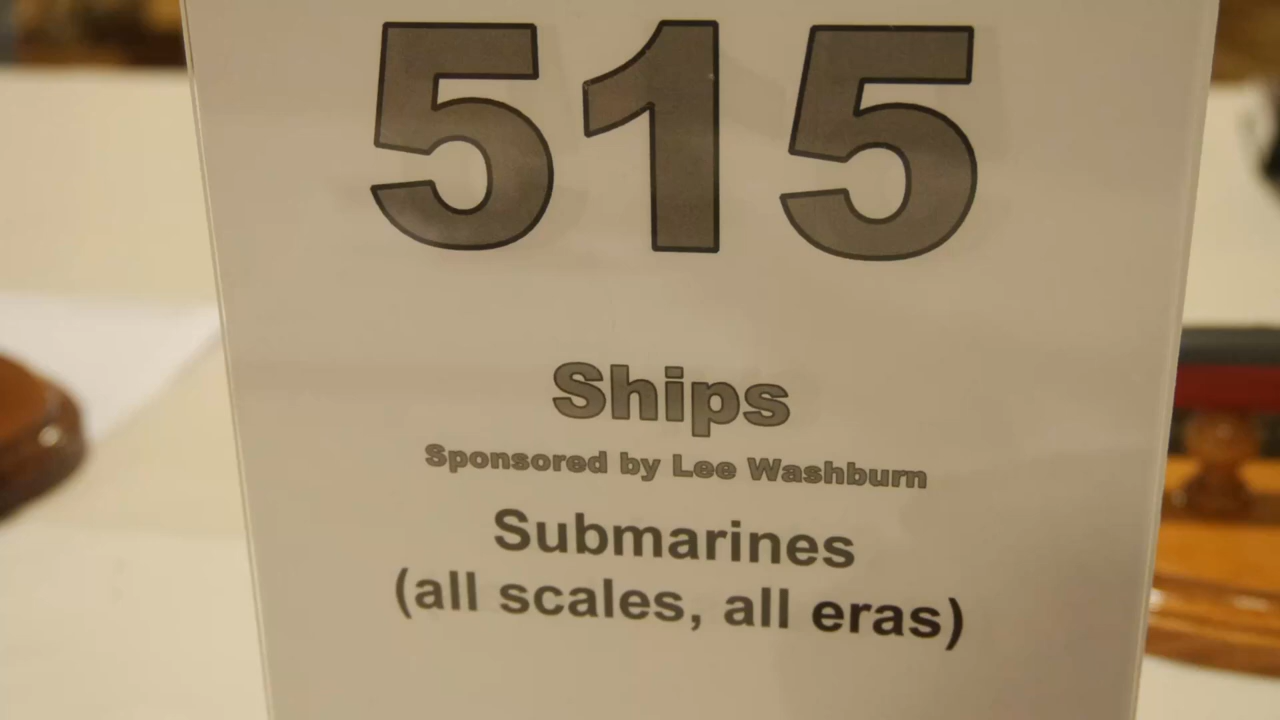 515
Ships
Sponsored by Lee Washburn
Submarines
(all scales, all eras)